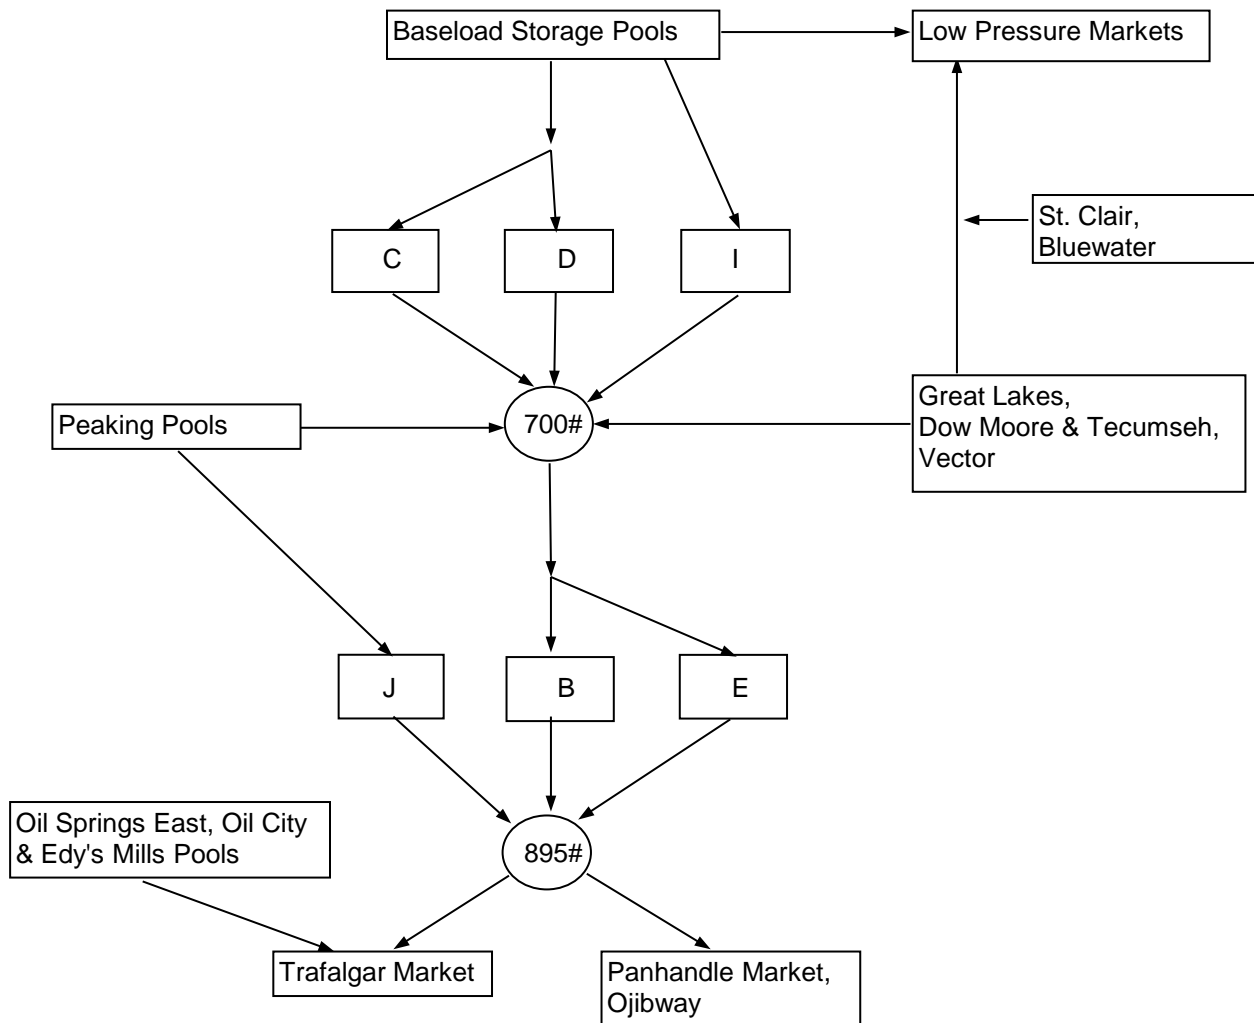 Baseload Storage Pools
Low Pressure Markets
St. Clair,
Bluewater
C
D
I
Great Lakes,
Dow Moore & Tecumseh,
Vector
Peaking Pools
700#
J
B
E
Oil Springs East, Oil City
& Edy's Mills Pools
895#
Trafalgar Market
Panhandle Market,
Ojibway